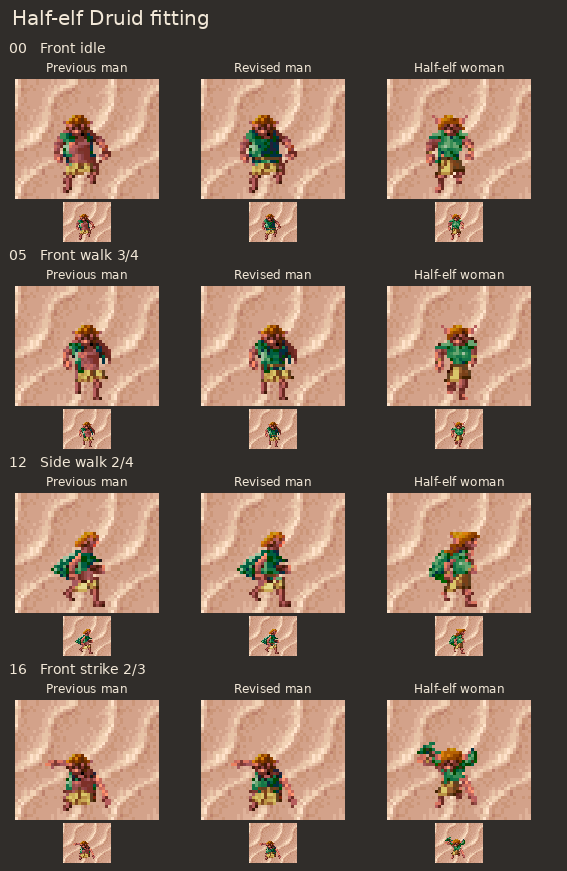 Half-elf Druid fitting
00 Front idle
Previous man Revised man Half-elf woman
05 Front walk 3/4
Previous man Revised man Half-elf woman
12 Side walk 2/4
Previous man Revised man Half-elf woman
16 Front strike 2/3
Previous man Revised man Half-elf woman